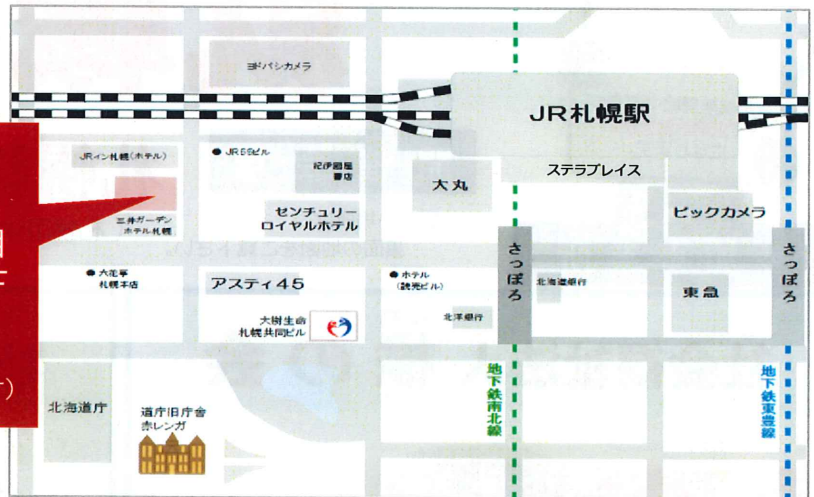 ヨドバシカメラ
JR札幌駅
ステラプレイス
JRイン札幌(ホテル)
● JR55ビル
紀伊國屋
書店
大丸
ビックカメラ
三井ガーデン
ホテル札幌
センチュリー
ロイヤルホテル
さっぽろ
さっぽろ
● 六花亭
札幌本店
アスティ45
● ホテル
(読売ビル)
北海道銀行
東急
大樹生命
札幌共同ビル
北洋銀行
地下鉄南北線
地下鉄東豊線
北海道庁
道庁旧庁舎
赤レンガ